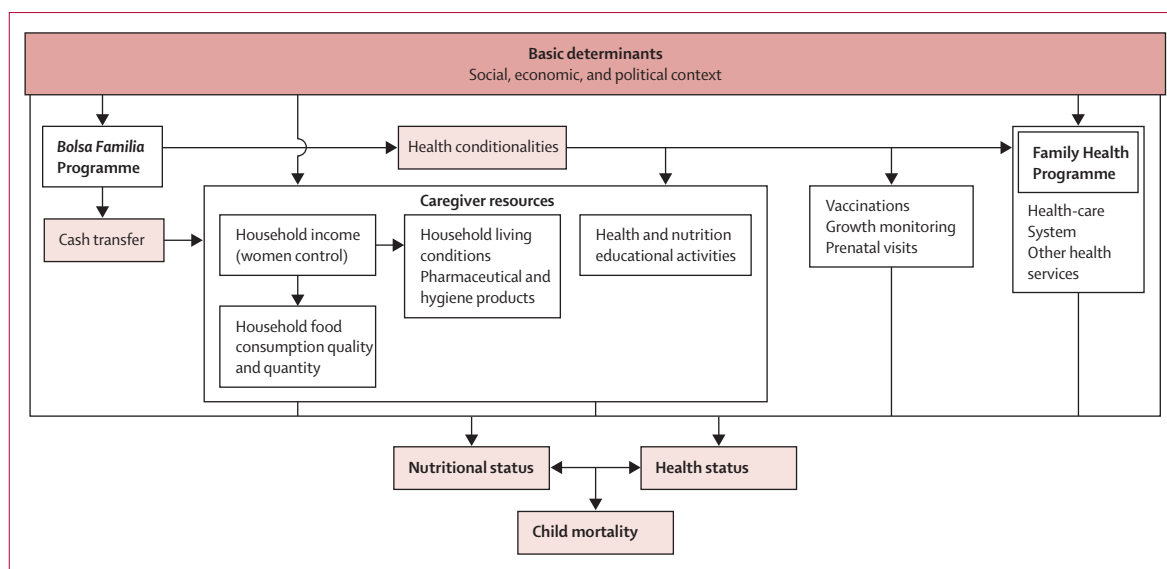 Basic determinants
Social, economic, and political context
Bolsa Familia
Programme
Health conditionalities
Family Health
Programme
Cash transfer
Caregiver resources
Household income
(women control)
Household living
conditions
Pharmaceutical and
hygiene products
Health and nutrition
educational activities
Vaccinations
Growth monitoring
Prenatal visits
Health-care
System
Other health
services
Household food
consumption quality
and quantity
Nutritional status
Health status
Child mortality